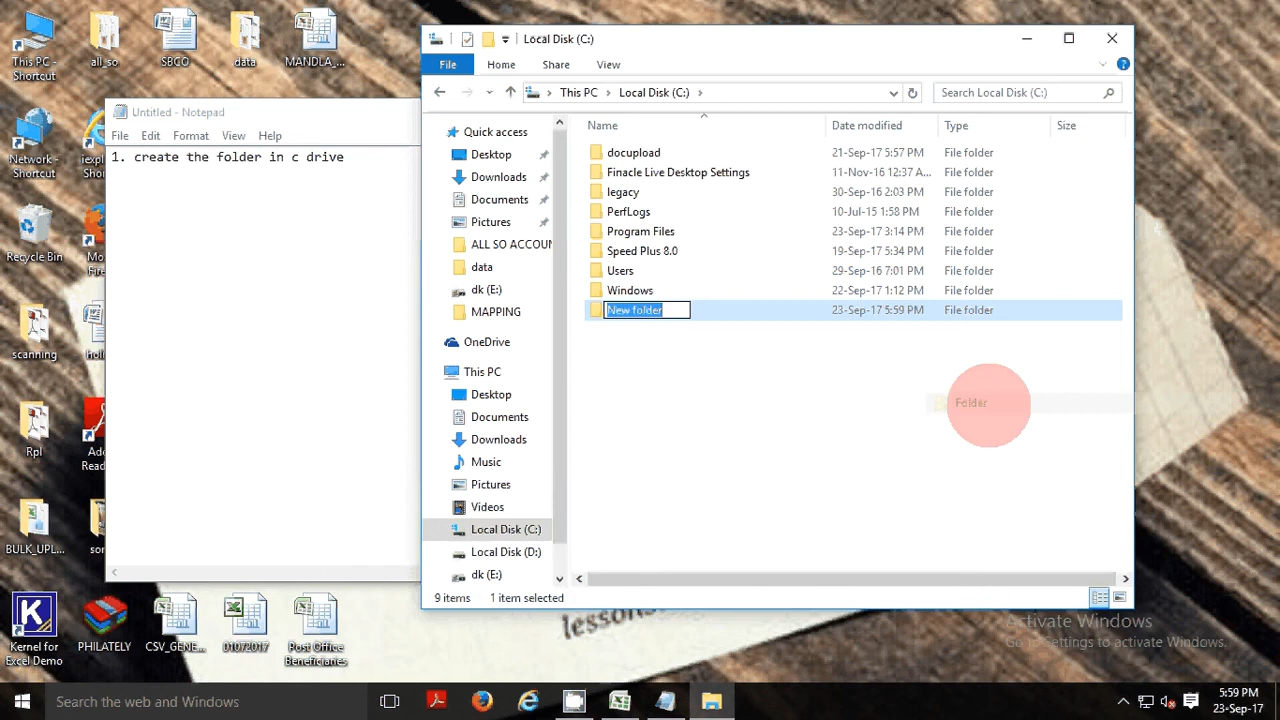 This PC - Shortcut
all_so
SBCO
data
MANDLA_...
Network - Shortcut
Recycle Bin
scanning
Rpl
BULK_UPL...
Kernel for Excel Demo
PHILATELY
CSV_GENE...
01072017
Post Office Beneficiaries
Untitled - Notepad
File Edit Format View Help
1. create the folder in c drive
Local Disk (C:)
File Home Share View
This PC > Local Disk (C:) >
Search Local Disk (C:)
Quick access
Desktop
Downloads
Documents
Pictures
ALL SO ACCOUN
data
dk (E:)
MAPPING
OneDrive
This PC
Desktop
Documents
Downloads
Music
Pictures
Videos
Local Disk (C:)
Local Disk (D:)
dk (E:)
Name Date modified Type Size
docupload 21-Sep-17 5:57 PM File folder
Finacle Live Desktop Settings 11-Nov-16 12:37 A... File folder
legacy 30-Sep-16 2:03 PM File folder
PerfLogs 10-Jul-15 1:58 PM File folder
Program Files 23-Sep-17 3:14 PM File folder
Speed Plus 8.0 19-Sep-17 5:34 PM File folder
Users 29-Sep-16 7:01 PM File folder
Windows 22-Sep-17 1:12 PM File folder
New folder 23-Sep-17 5:59 PM File folder
Folder
9 items 1 item selected
Activate Windows
Go to Settings to activate Windows.
Search the web and Windows
5:59 PM
23-Sep-17